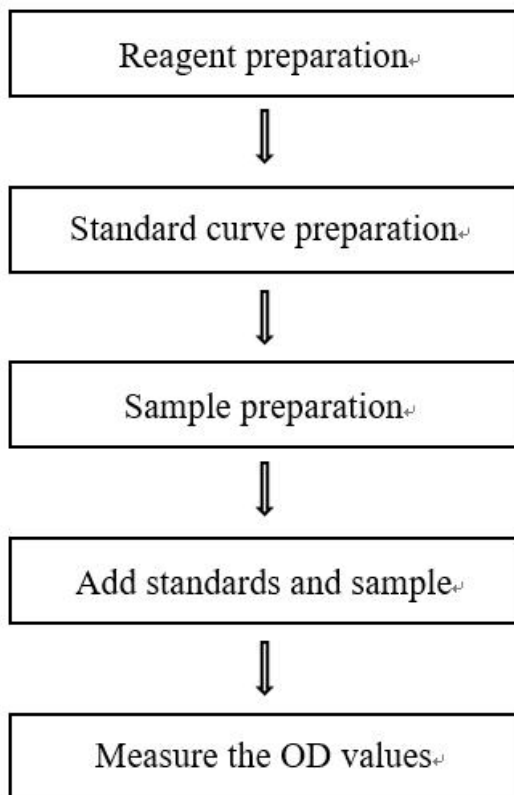 Reagent preparation
Standard curve preparation
Sample preparation
Add standards and sample
Measure the OD values